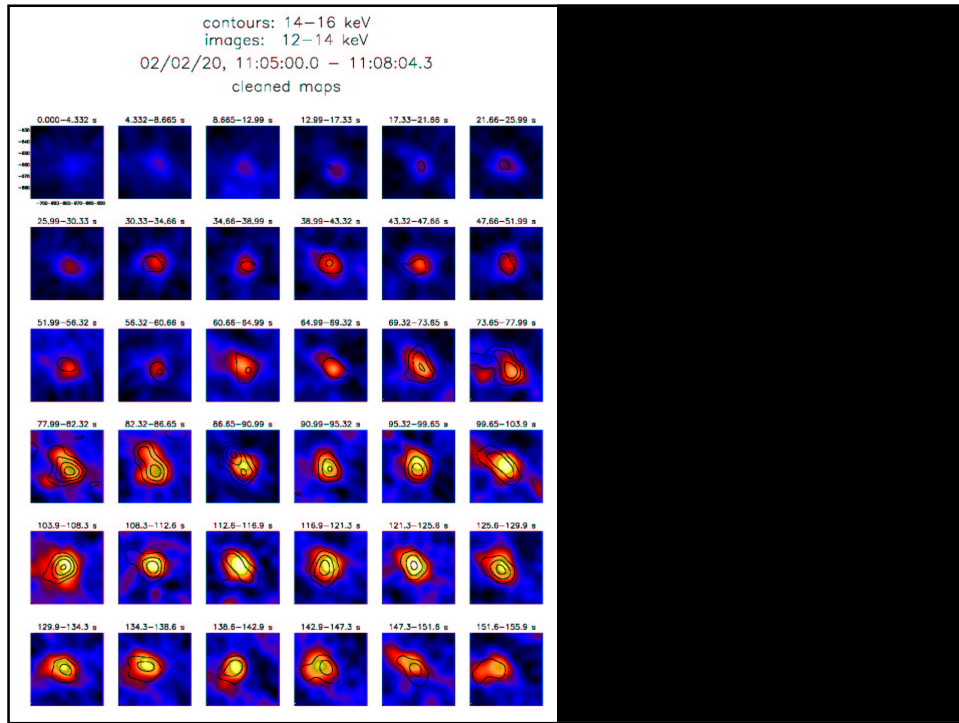 contours: 14-16 keV
images: 12-14 keV
02/02/20, 11:05:00.0 - 11:08:04.3
cleaned maps
0.000-4.332 s 4.332-8.665 s 8.665-12.99 s 12.99-17.33 s 17.33-21.66 s 21.66-25.99 s
25.99-30.33 s 30.33-34.66 s 34.66-38.99 s 38.99-43.32 s 43.32-47.66 s 47.66-51.99 s
51.99-56.32 s 56.32-60.66 s 60.66-64.99 s 64.99-69.32 s 69.32-73.65 s 73.65-77.99 s
77.99-82.32 s 82.32-86.65 s 86.65-90.99 s 90.99-95.32 s 95.32-99.65 s 99.65-103.9 s
103.9-108.3 s 108.3-112.6 s 112.6-116.9 s 116.9-121.3 s 121.3-125.6 s 125.6-129.9 s
129.9-134.3 s 134.3-138.6 s 138.6-142.9 s 142.9-147.3 s 147.3-151.6 s 151.6-155.9 s